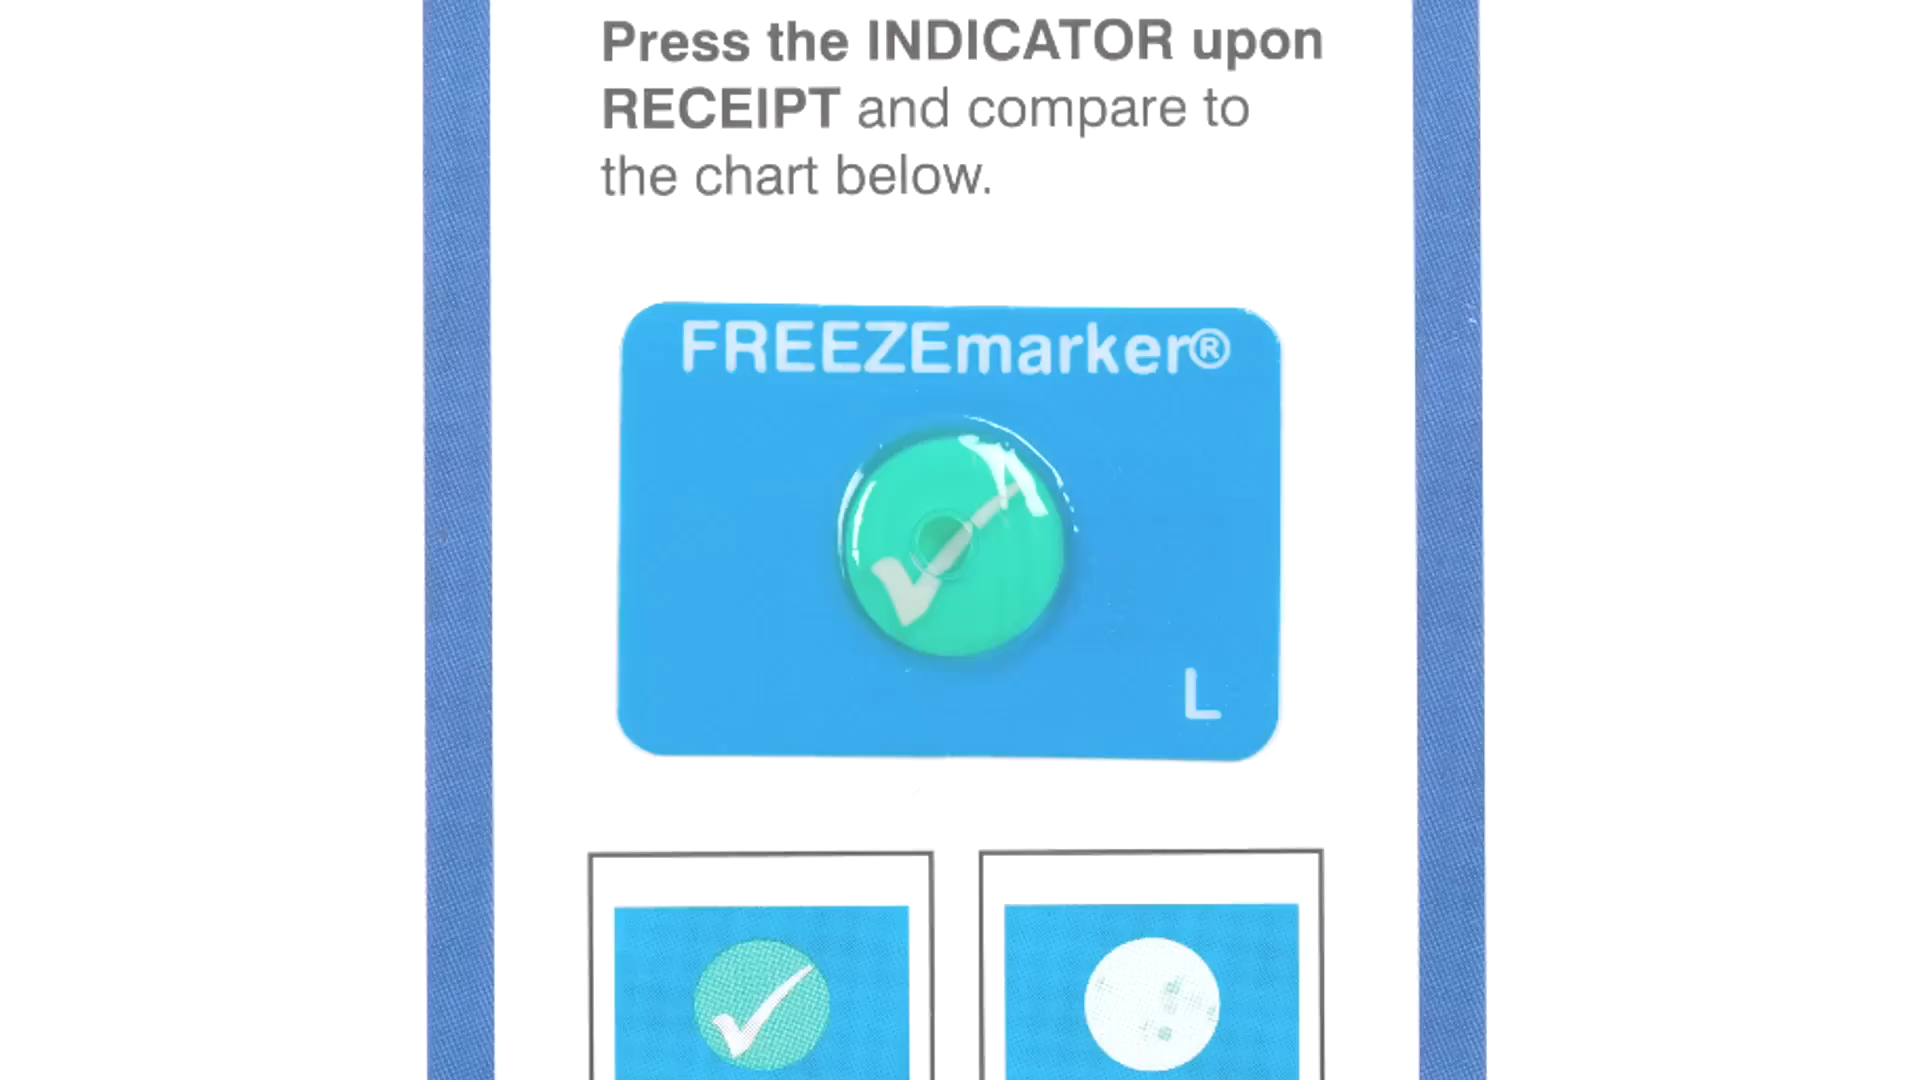 Press the INDICATOR upon
RECEIPT and compare to
the chart below.
FREEZEmarker®
L